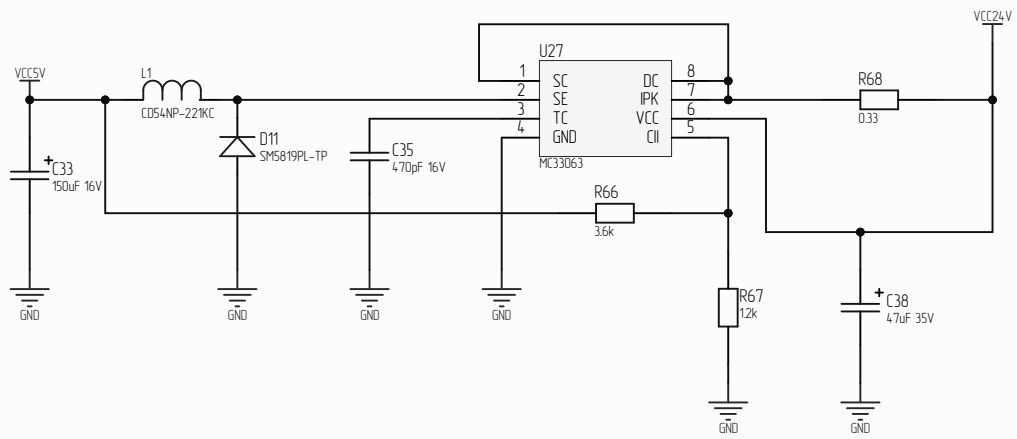 VCC24V
VCC5V
L1
CD54NP-221KC
U27
1 SC DC 8
2 SE IPK 7
3 TC VCC 6
4 GND CII 5
MC33063
R68
0.33
D11
SM5819PL-TP
C35
470pF 16V
C33
150uF 16V
R66
3.6k
R67
1.2k
C38
47uF 35V
GND
GND
GND
GND
GND
GND